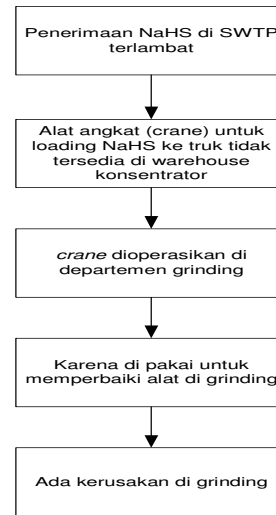 Penerimaan NaHS di SWTP
terlambat
Alat angkat (crane) untuk
loading NaHS ke truk tidak
tersedia di warehouse
konsentrator
crane dioperasikan di
departemen grinding
Karena di pakai untuk
memperbaiki alat di grinding
Ada kerusakan di grinding